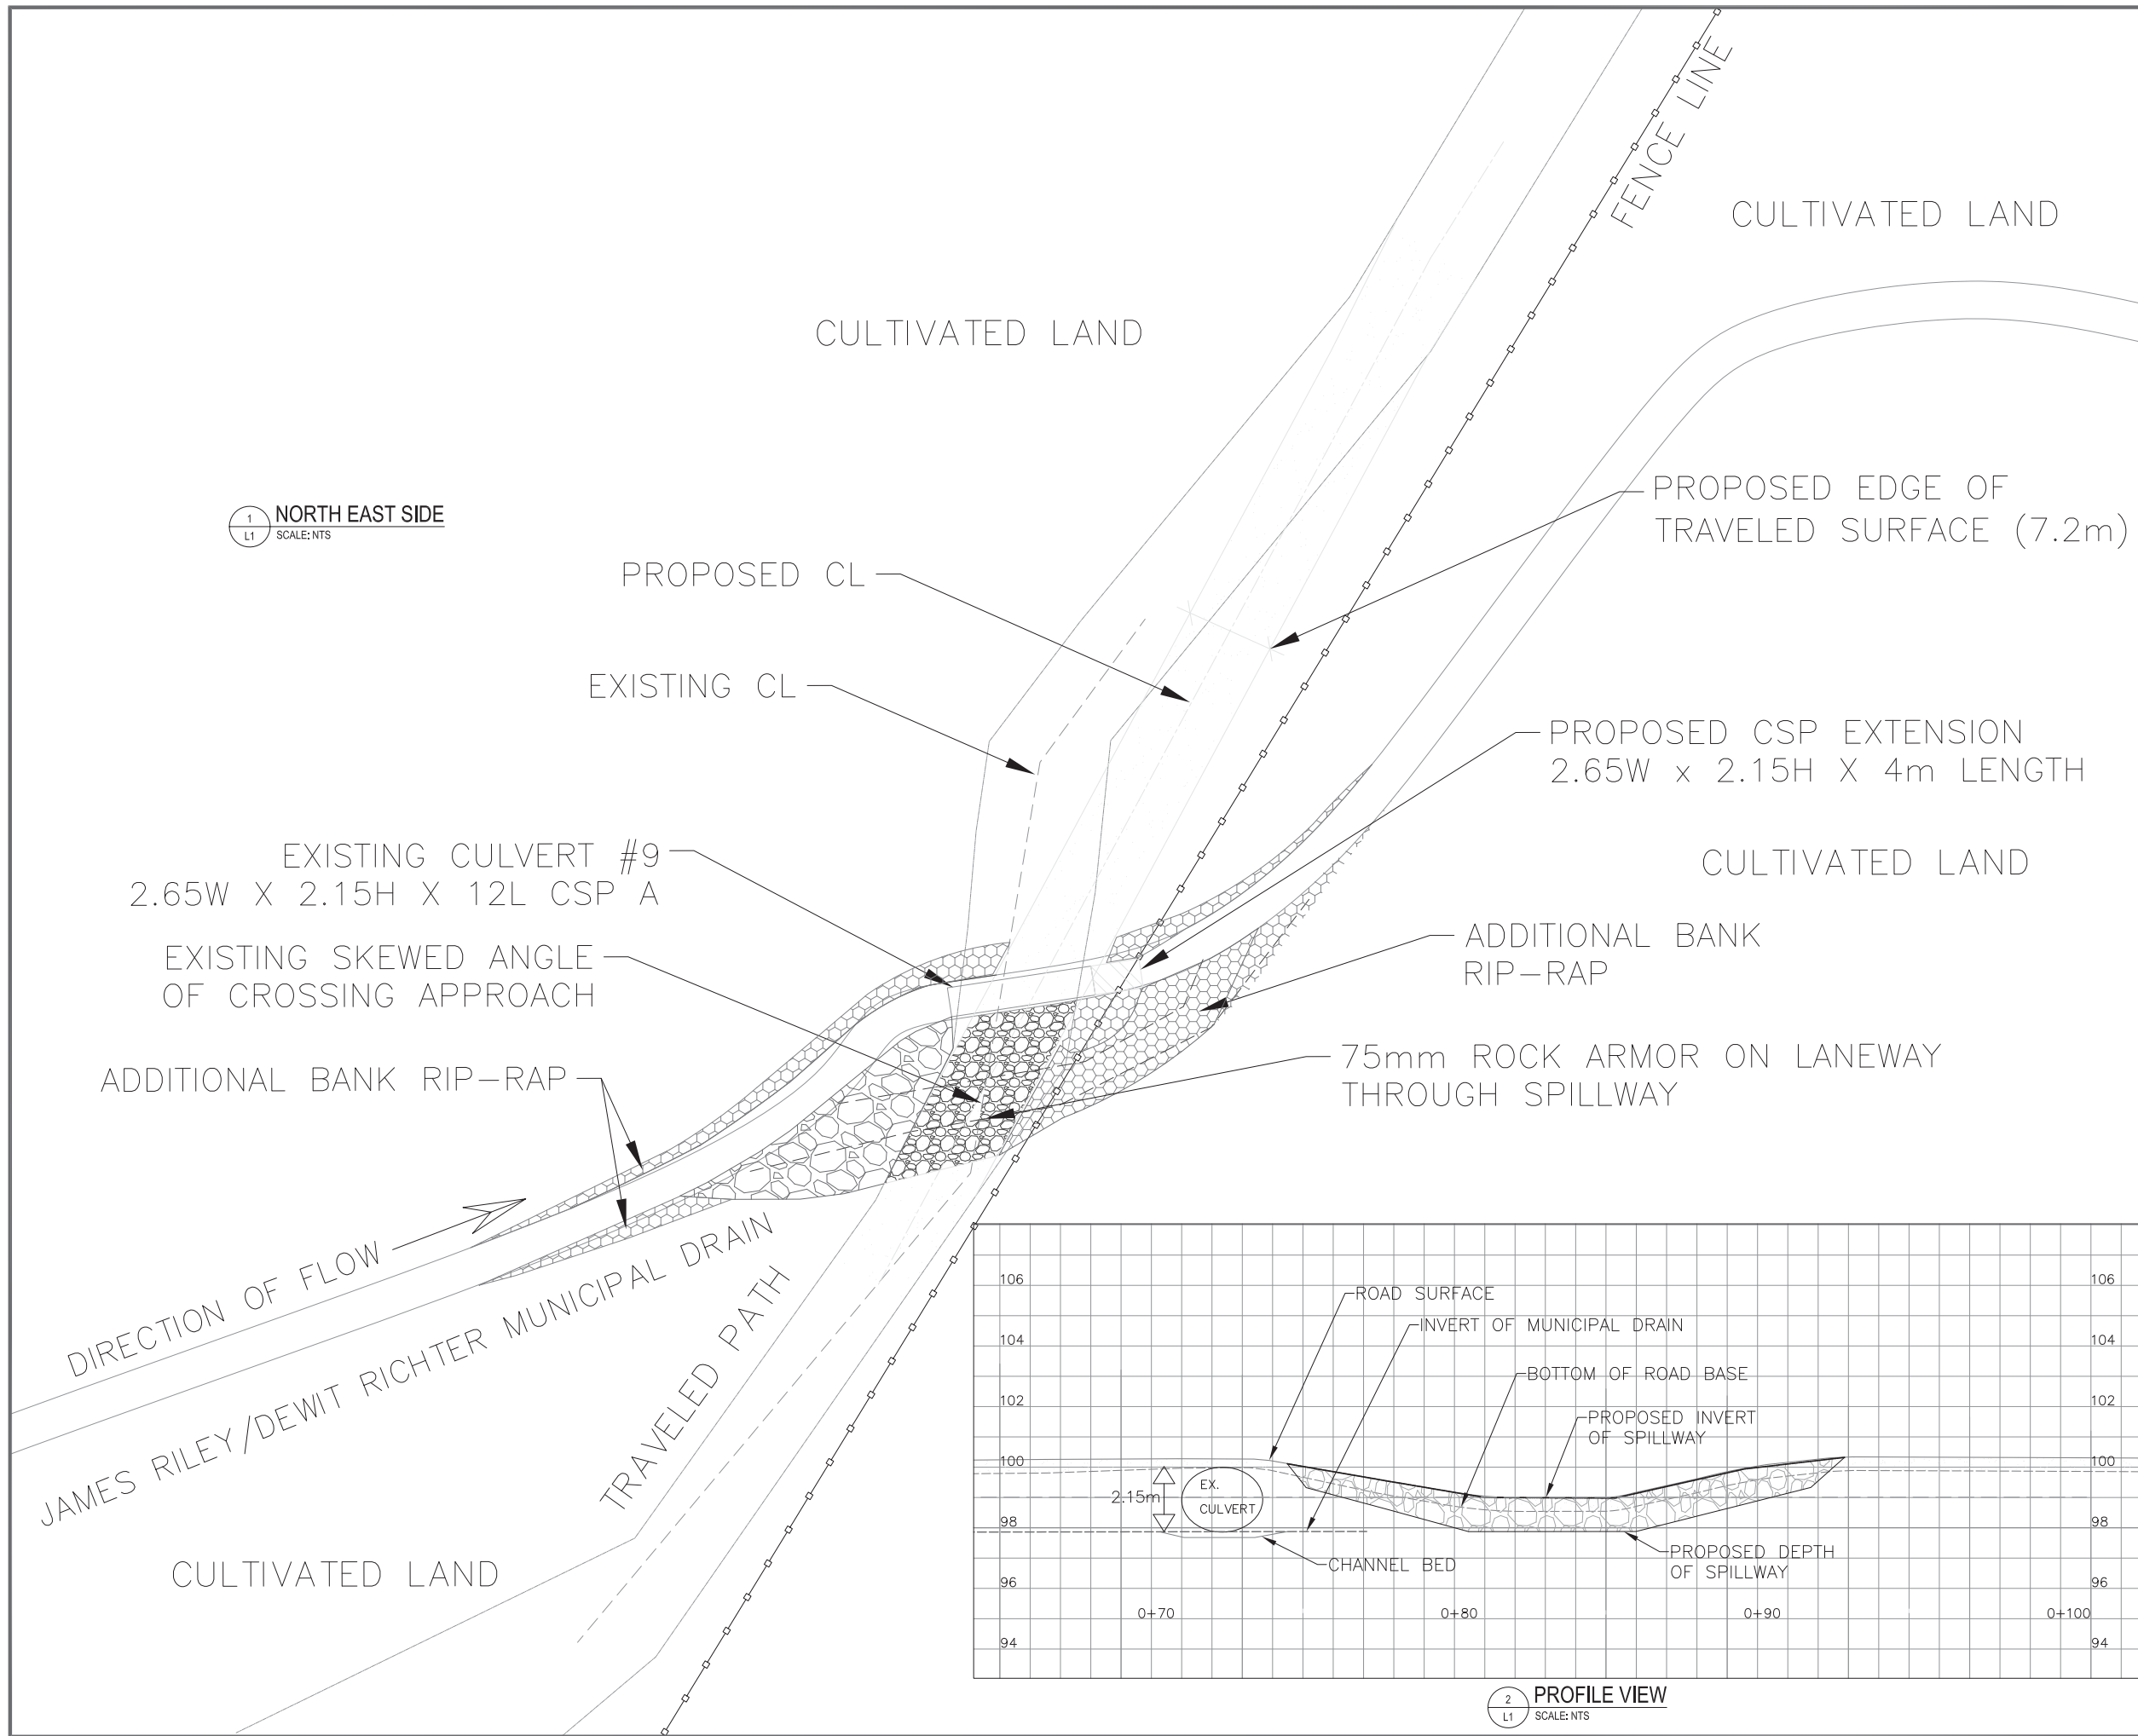 FENCE LINE
CULTIVATED LAND
CULTIVATED LAND
1
L1
NORTH EAST SIDE
SCALE: NTS
PROPOSED EDGE OF
TRAVELED SURFACE (7.2m)
PROPOSED CL
EXISTING CL
PROPOSED CSP EXTENSION
2.65W x 2.15H X 4m LENGTH
EXISTING CULVERT #9
2.65W X 2.15H X 12L CSP A
CULTIVATED LAND
EXISTING SKEWED ANGLE
OF CROSSING APPROACH
ADDITIONAL BANK
RIP-RAP
ADDITIONAL BANK RIP-RAP
75mm ROCK ARMOR ON LANEWAY
THROUGH SPILLWAY
DIRECTION OF FLOW
JAMES RILEY/DEWIT RICHTER MUNICIPAL DRAIN
TRAVELED PATH
CULTIVATED LAND
106
106
ROAD SURFACE
INVERT OF MUNICIPAL DRAIN
104
104
BOTTOM OF ROAD BASE
102
102
PROPOSED INVERT
OF SPILLWAY
100
100
2.15m
EX.
CULVERT
98
98
CHANNEL BED
PROPOSED DEPTH
OF SPILLWAY
96
96
0+70
0+80
0+90
0+100
94
94
2
L1
PROFILE VIEW
SCALE: NTS